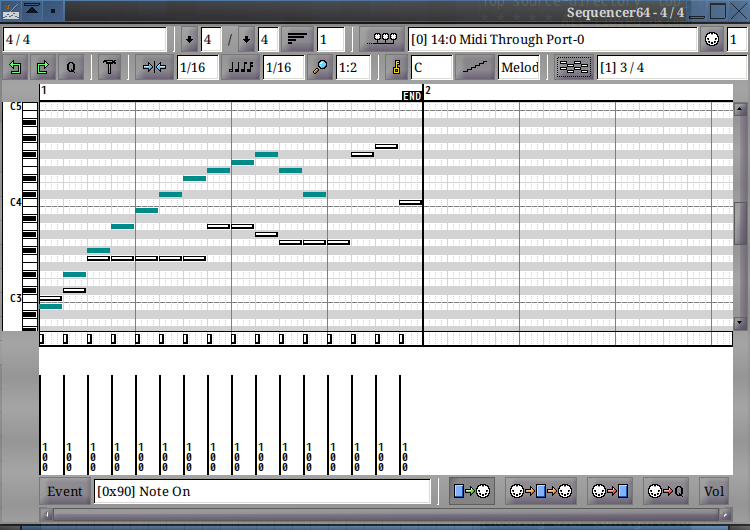 Sequencer64 - 4 / 4
4 / 4 4 / 4 1 [0] 14:0 Midi Through Port-0 1
Q 1/16 1/16 1:2 C Melod [1] 3 / 4
1 END 2
C5
C4
C3
1 1 1 1 1 1 1 1 1 1 1 1 1 1 1 1
0 0 0 0 0 0 0 0 0 0 0 0 0 0 0 0
0 0 0 0 0 0 0 0 0 0 0 0 0 0 0 0
Event [0x90] Note On Q Vol